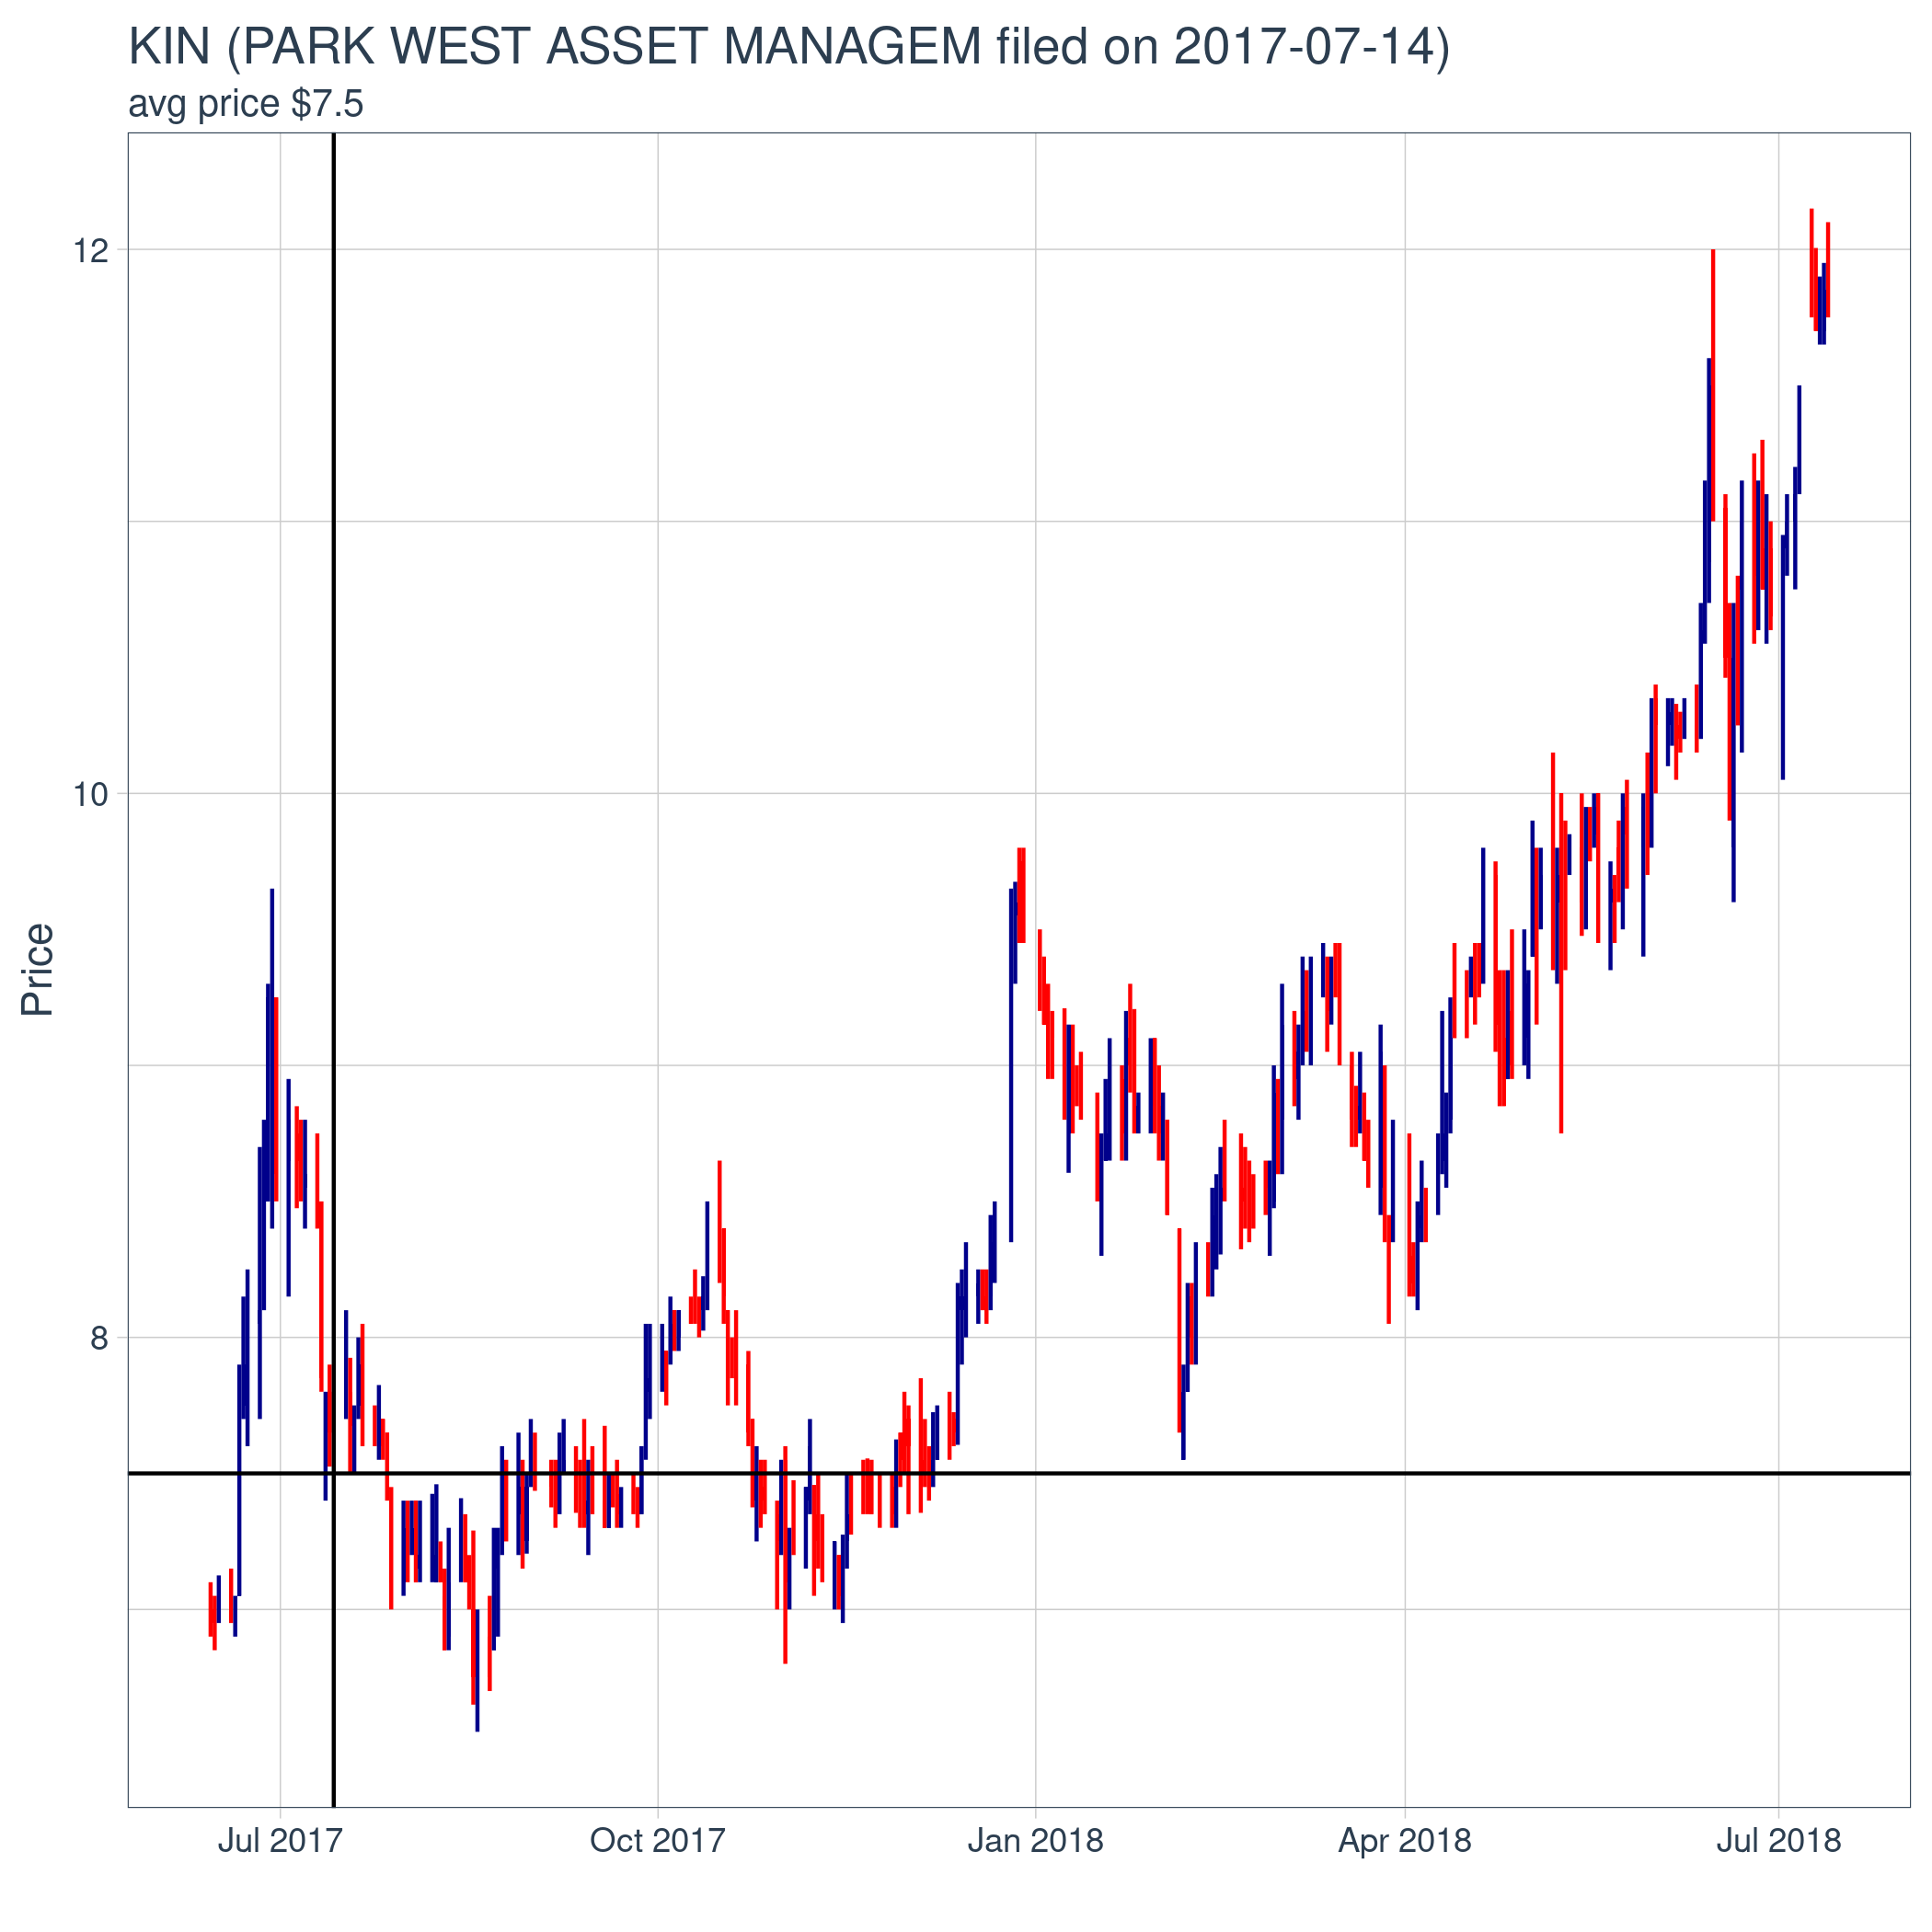 KIN (PARK WEST ASSET MANAGEM filed on 2017-07-14)
avg price $7.5
12
10
8
Price
Jul 2017
Oct 2017
Jan 2018
Apr 2018
Jul 2018